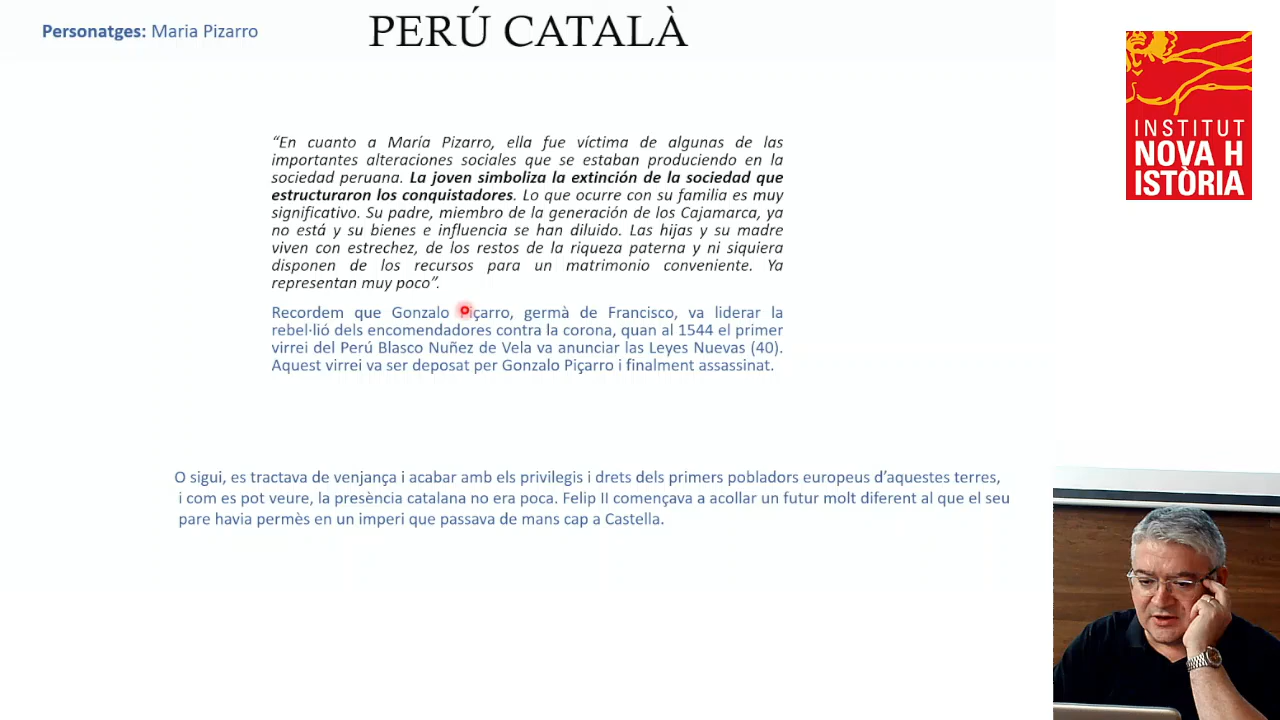 Personatges: Maria Pizarro
PERÚ CATALÀ
INSTITUT
NOVA H
ISTÒRIA
“En cuanto a María Pizarro, ella fue víctima de algunas de las
importantes alteraciones sociales que se estaban produciendo en la
sociedad peruana. La joven simboliza la extinción de la sociedad que
estructuraron los conquistadores. Lo que ocurre con su familia es muy
significativo. Su padre, miembro de la generación de los Cajamarca, ya
no está y su bienes e influencia se han diluido. Las hijas y su madre
viven con estrechez, de los restos de la riqueza paterna y ni siquiera
disponen de los recursos para un matrimonio conveniente. Ya
representan muy poco”.
Recordem que Gonzalo Piçarro, germà de Francisco, va liderar la
rebel·lió dels encomendadores contra la corona, quan al 1544 el primer
virrei del Perú Blasco Nuñez de Vela va anunciar las Leyes Nuevas (40).
Aquest virrei va ser deposat per Gonzalo Piçarro i finalment assassinat.
O sigui, es tractava de venjança i acabar amb els privilegis i drets dels primers pobladors europeus d’aquestes terres,
i com es pot veure, la presència catalana no era poca. Felip II començava a acollar un futur molt diferent al que el seu
pare havia permès en un imperi que passava de mans cap a Castella.